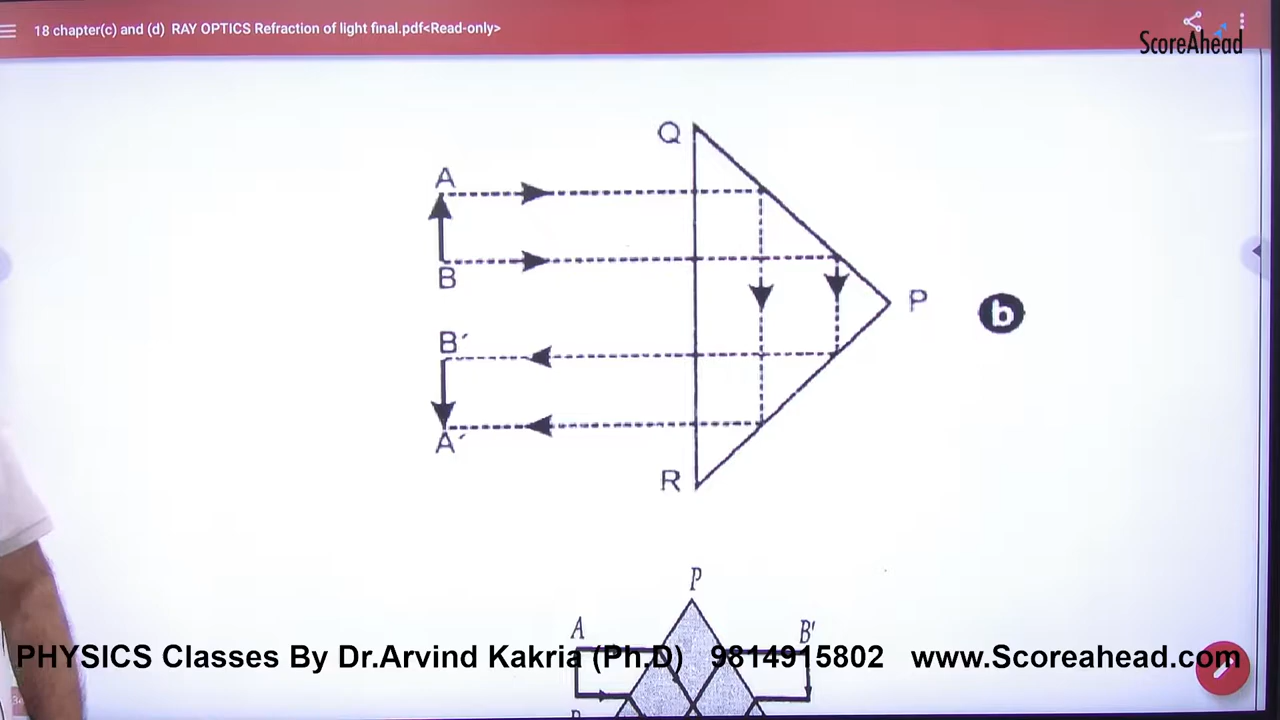 18 chapter(c) and (d) RAY OPTICS Refraction of light final.pdf<Read-only>
ScoreAhead
Q
A
B
P
b
B′
A′
R
P
A
B'
PHYSICS Classes By Dr.Arvind Kakria (Ph,D) 9814915802 www.Scoreahead.com